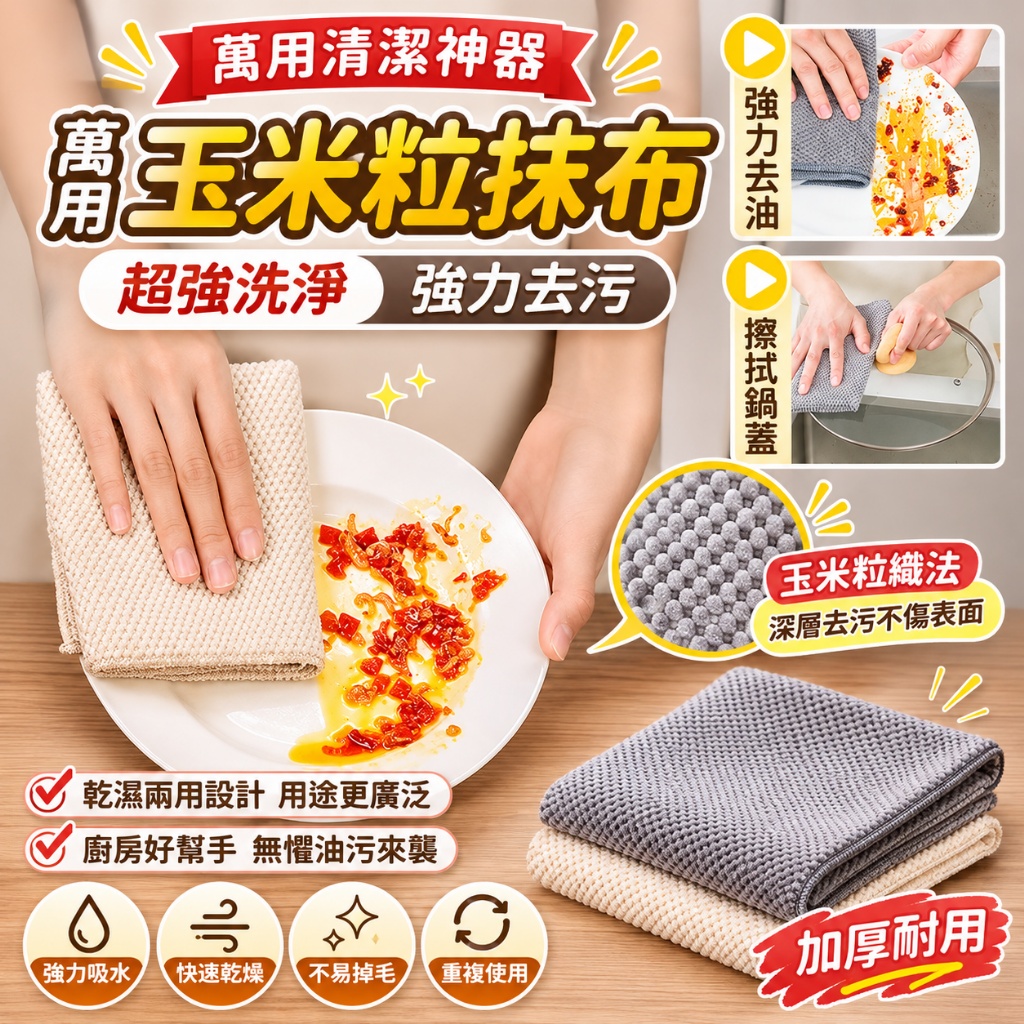 萬用清潔神器
萬用
玉米粒抹布
超強洗淨 強力去污
強力去油
擦拭鍋蓋
玉米粒織法
深層去污不傷表面
乾濕兩用設計 用途更廣泛
廚房好幫手 無懼油污來襲
強力吸水
快速乾燥
不易掉毛
重複使用
加厚耐用